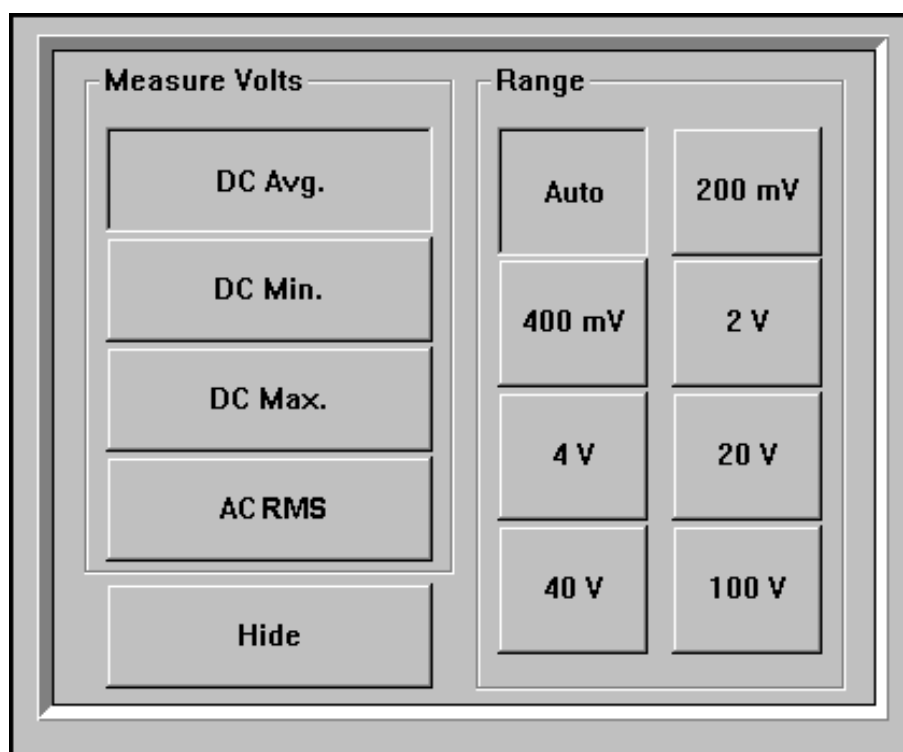 Measure Volts
DC Avg.
DC Min.
DC Max.
AC RMS
Hide
Range
Auto
200 mV
400 mV
2 V
4 V
20 V
40 V
100 V